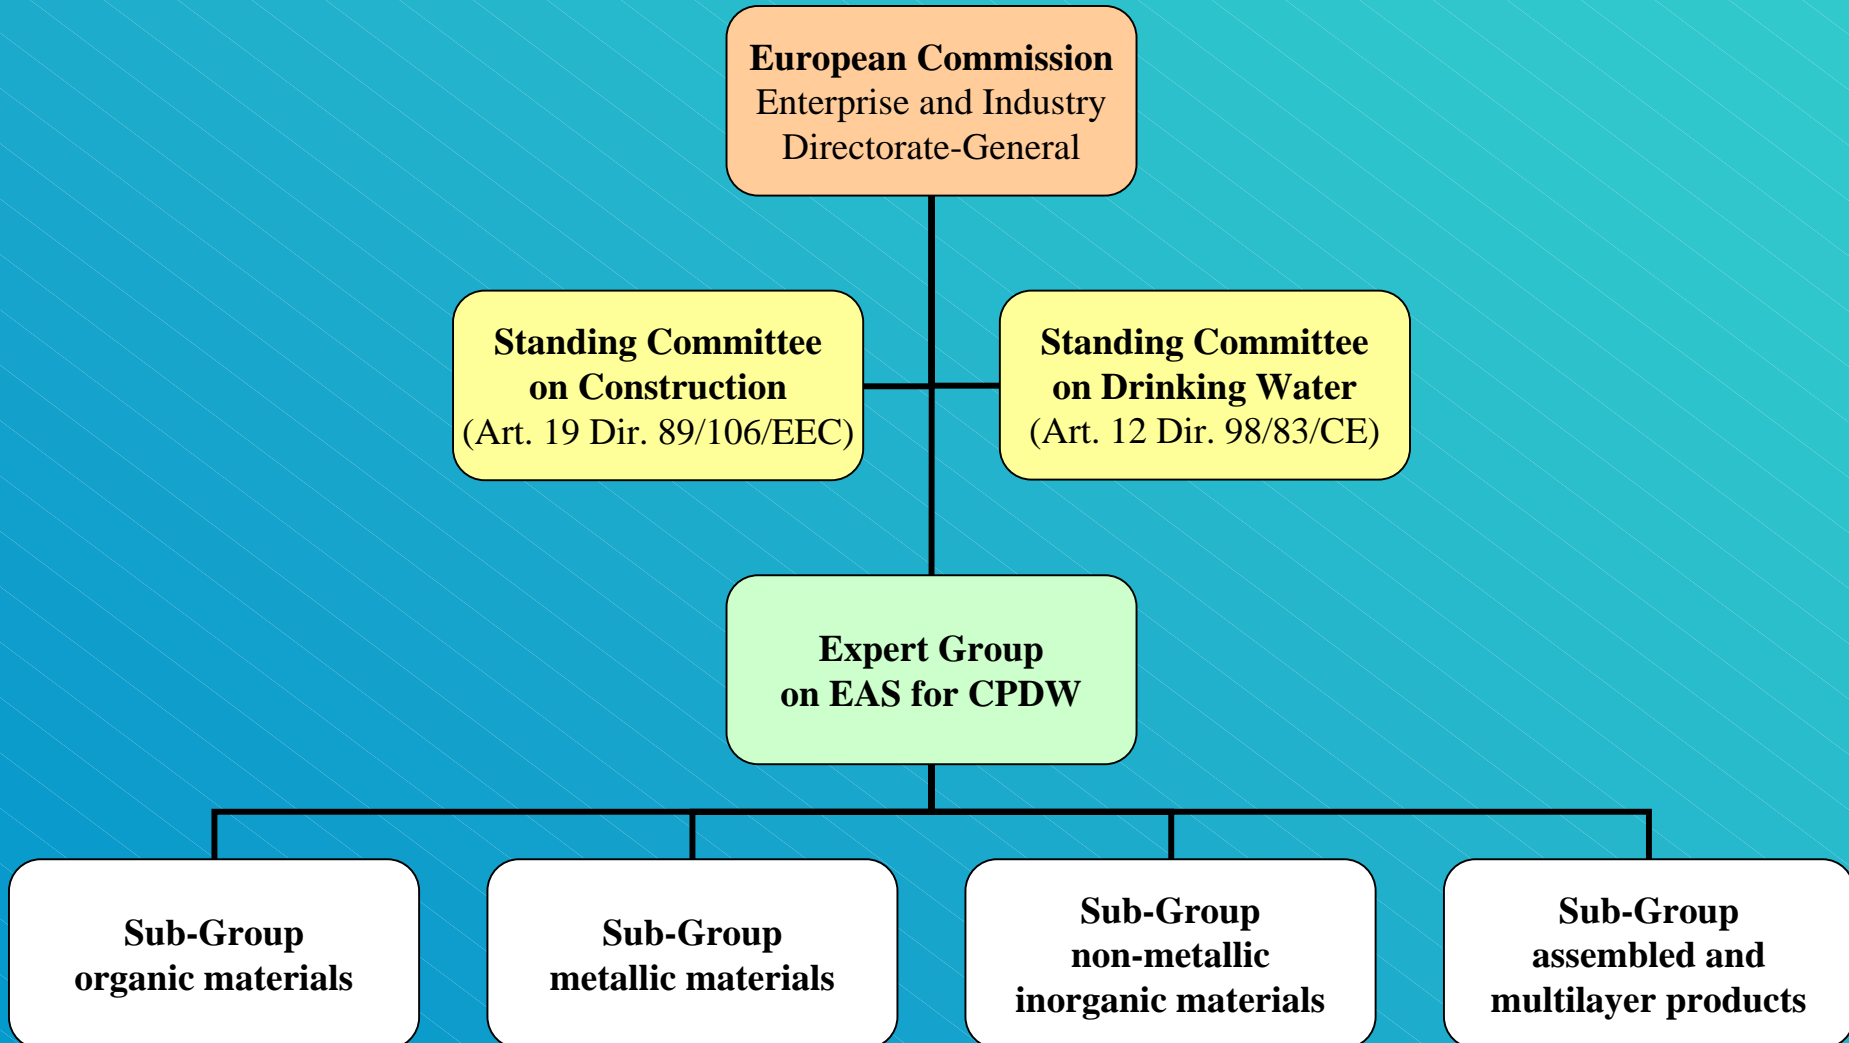 European Commission
Enterprise and Industry
Directorate-General
Standing Committee
on Construction
(Art. 19 Dir. 89/106/EEC)
Standing Committee
on Drinking Water
(Art. 12 Dir. 98/83/CE)
Expert Group
on EAS for CPDW
Sub-Group
organic materials
Sub-Group
metallic materials
Sub-Group
non-metallic
inorganic materials
Sub-Group
assembled and
multilayer products